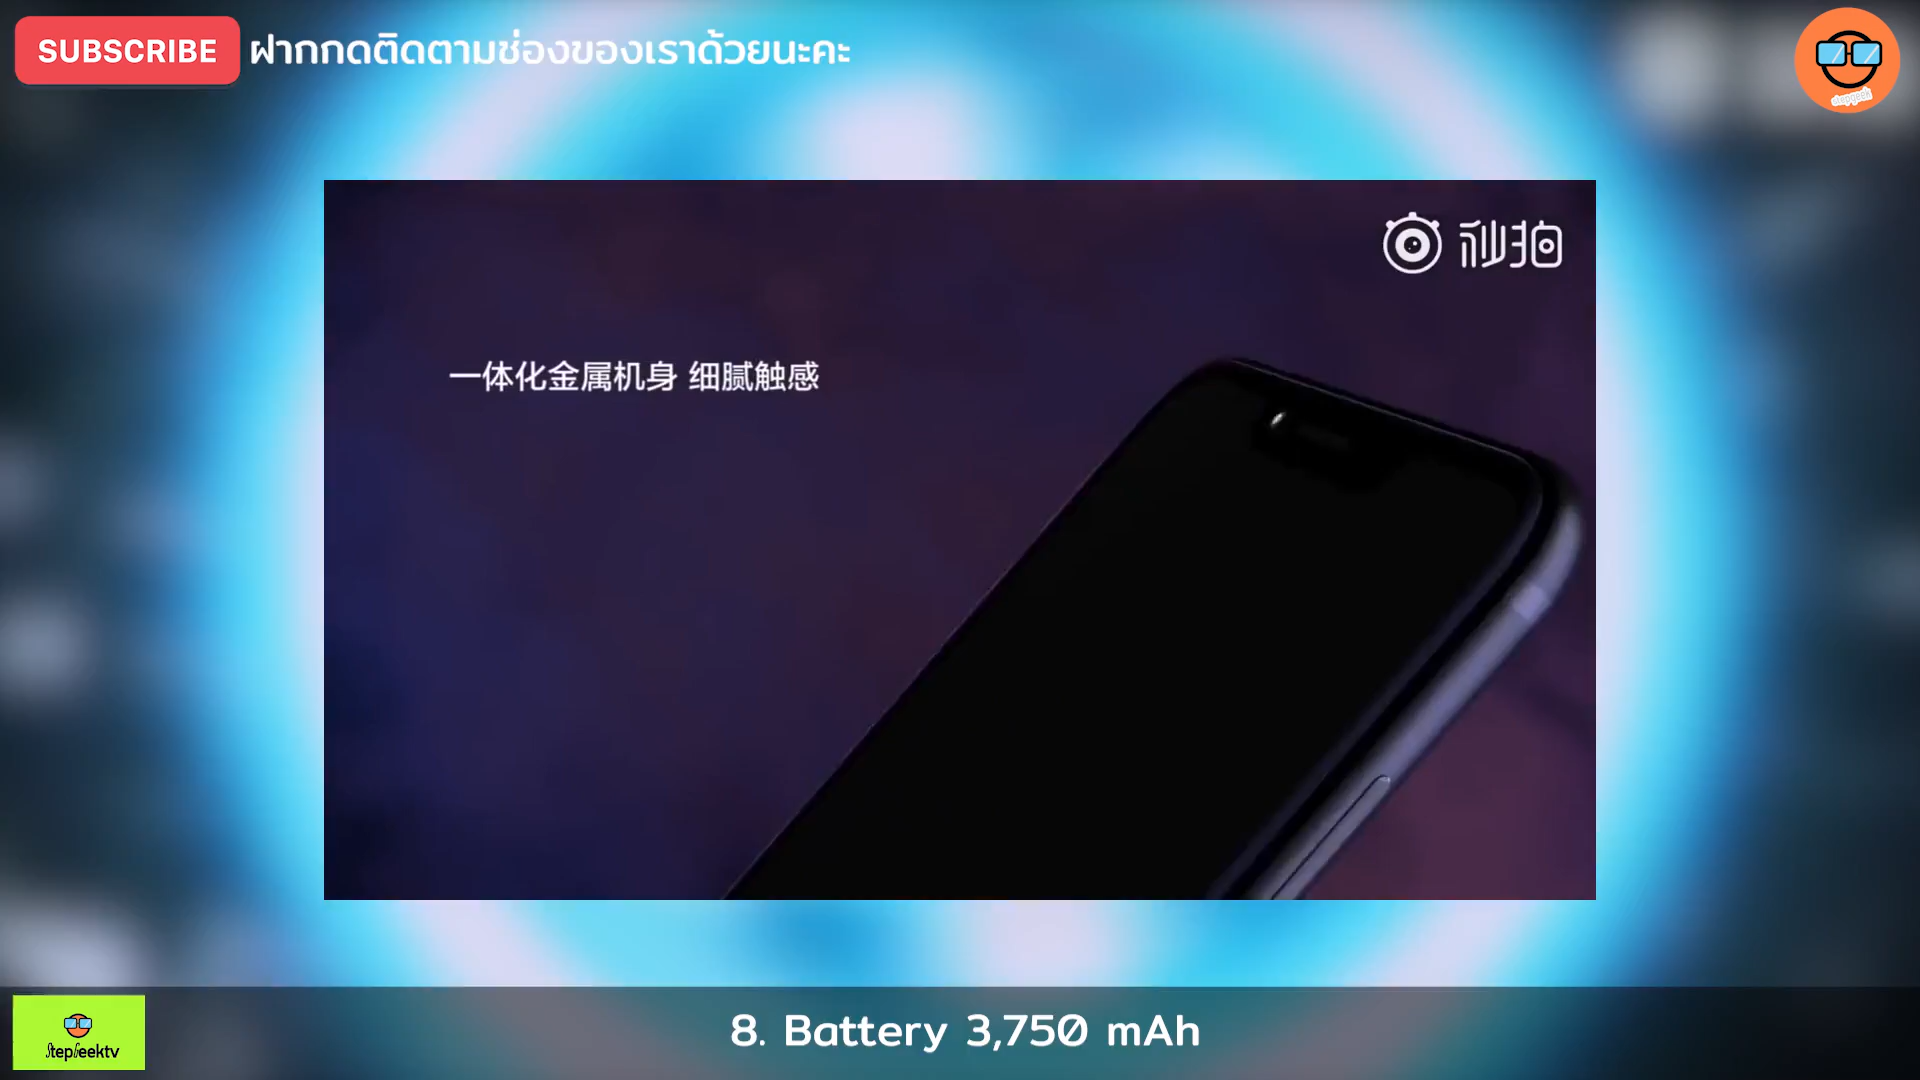 SUBSCRIBE ฝากกดติดตามช่องของเราด้วยนะคะ
stepgeek
秒拍
一体化金属机身 细腻触感
8. Battery 3,750 mAh
StepGeektv